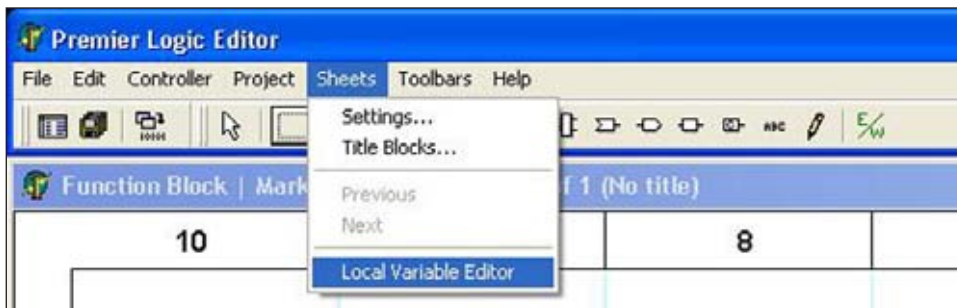 Premier Logic Editor
File Edit Controller Project Sheets Toolbars Help
Settings...
ABC E/W
Title Blocks...
Function Block | Mark f 1 (No title)
Previous
Next
10 8
Local Variable Editor